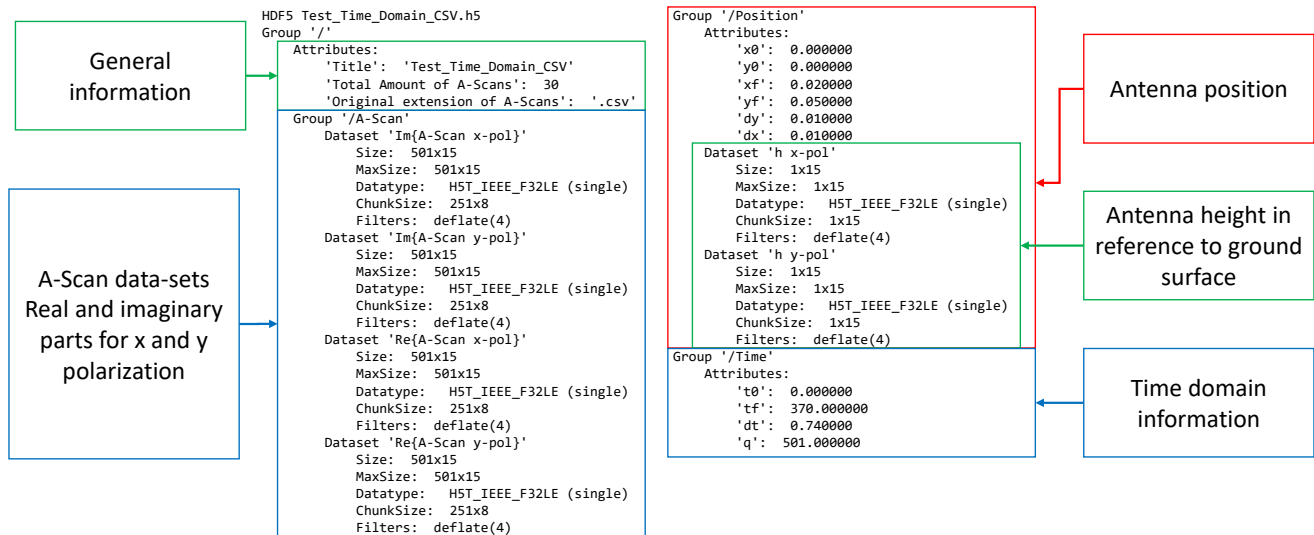 General
information
A-Scan data-sets
Real and imaginary
parts for x and y
polarization
HDF5 Test_Time_Domain_CSV.h5
Group '/'
Attributes:
'Title':  'Test_Time_Domain_CSV'
'Total Amount of A-Scans':  30
'Original extension of A-Scans':  '.csv'
Group '/A-Scan'
Dataset 'Im{A-Scan x-pol}'
Size:  501x15
MaxSize:  501x15
Datatype:   H5T_IEEE_F32LE (single)
ChunkSize:  251x8
Filters:  deflate(4)
Dataset 'Im{A-Scan y-pol}'
Size:  501x15
MaxSize:  501x15
Datatype:   H5T_IEEE_F32LE (single)
ChunkSize:  251x8
Filters:  deflate(4)
Dataset 'Re{A-Scan x-pol}'
Size:  501x15
MaxSize:  501x15
Datatype:   H5T_IEEE_F32LE (single)
ChunkSize:  251x8
Filters:  deflate(4)
Dataset 'Re{A-Scan y-pol}'
Size:  501x15
MaxSize:  501x15
Datatype:   H5T_IEEE_F32LE (single)
ChunkSize:  251x8
Filters:  deflate(4)
Group '/Position'
Attributes:
'x0':  0.000000
'y0':  0.000000
'xf':  0.020000
'yf':  0.050000
'dy':  0.010000
'dx':  0.010000
Dataset 'h x-pol'
Size:  1x15
MaxSize:  1x15
Datatype:   H5T_IEEE_F32LE (single)
ChunkSize:  1x15
Filters:  deflate(4)
Dataset 'h y-pol'
Size:  1x15
MaxSize:  1x15
Datatype:   H5T_IEEE_F32LE (single)
ChunkSize:  1x15
Filters:  deflate(4)
Group '/Time'
Attributes:
't0':  0.000000
'tf':  370.000000
'dt':  0.740000
'q':  501.000000
Antenna position
Antenna height in
reference to ground
surface
Time domain
information